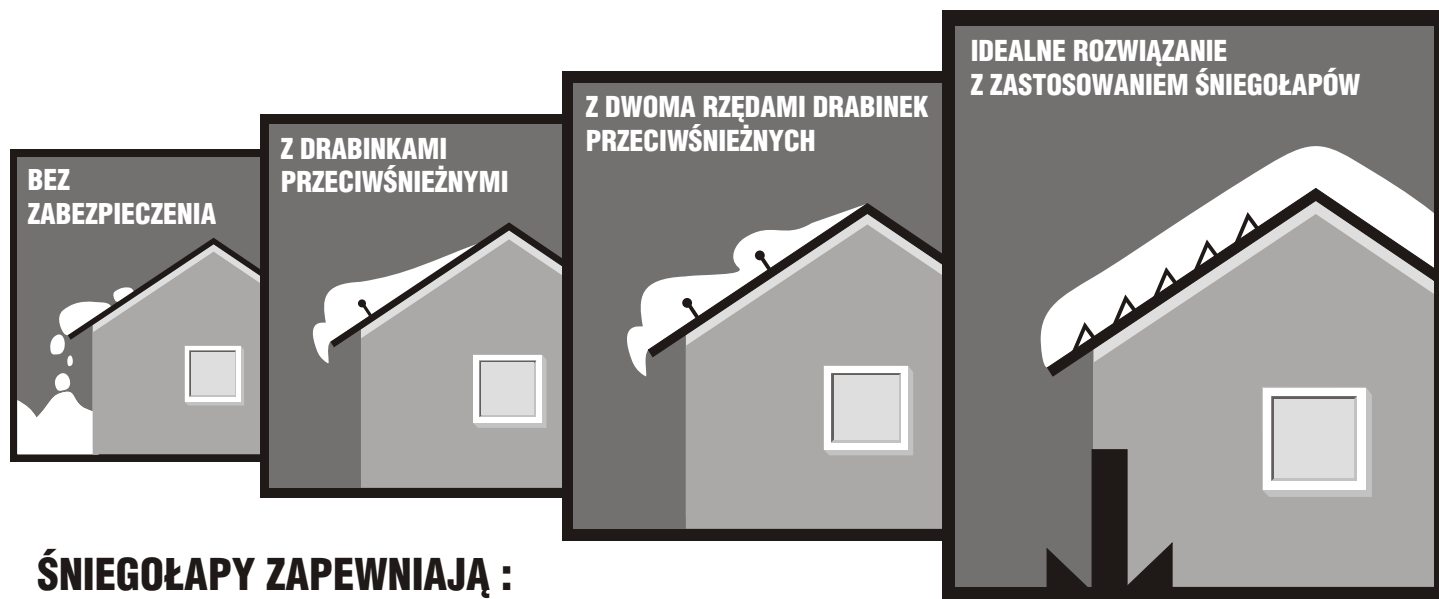 BEZ
ZABEZPIECZENIA
Z DRABINKAMI
PRZECIWŚNIEŻNYMI
Z DWOMA RZĘDAMI DRABINEK
PRZECIWŚNIEŻNYCH
IDEALNE ROZWIĄZANIE
Z ZASTOSOWANIEM ŚNIEGOŁAPÓW
ŚNIEGOŁAPY ZAPEWNIAJĄ :